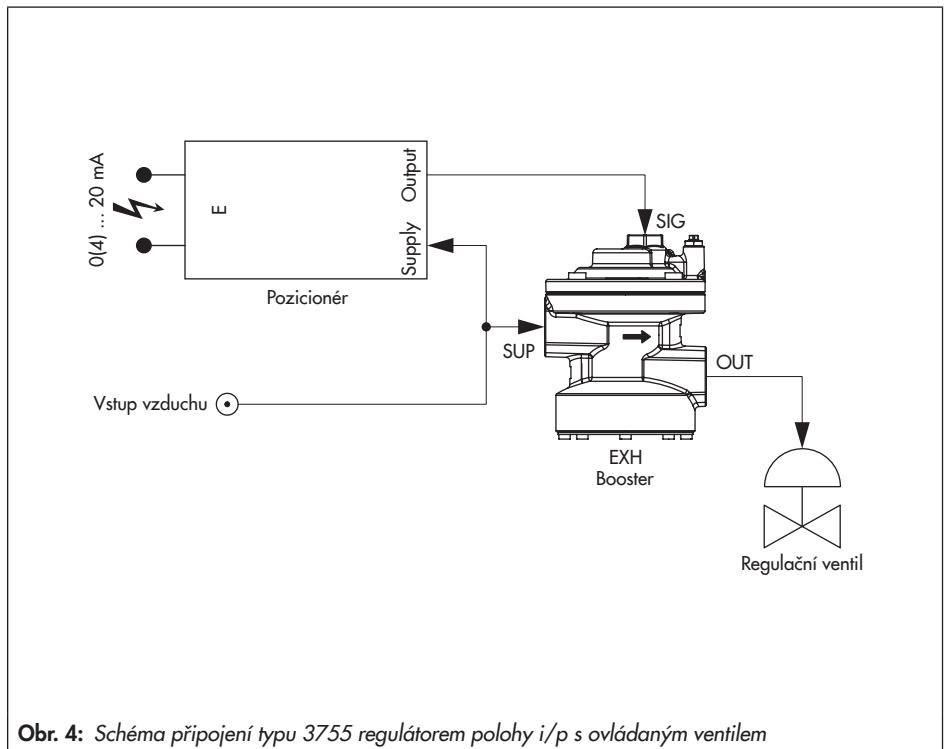 0(4) ... 20 mA
E
Output
Supply
Pozicionér
SIG
SUP
OUT
Vstup vzduchu
EXH
Booster
Regulační ventil
Obr. 4: Schéma připojení typu 3755 regulátorem polohy i/p s ovládaným ventilem